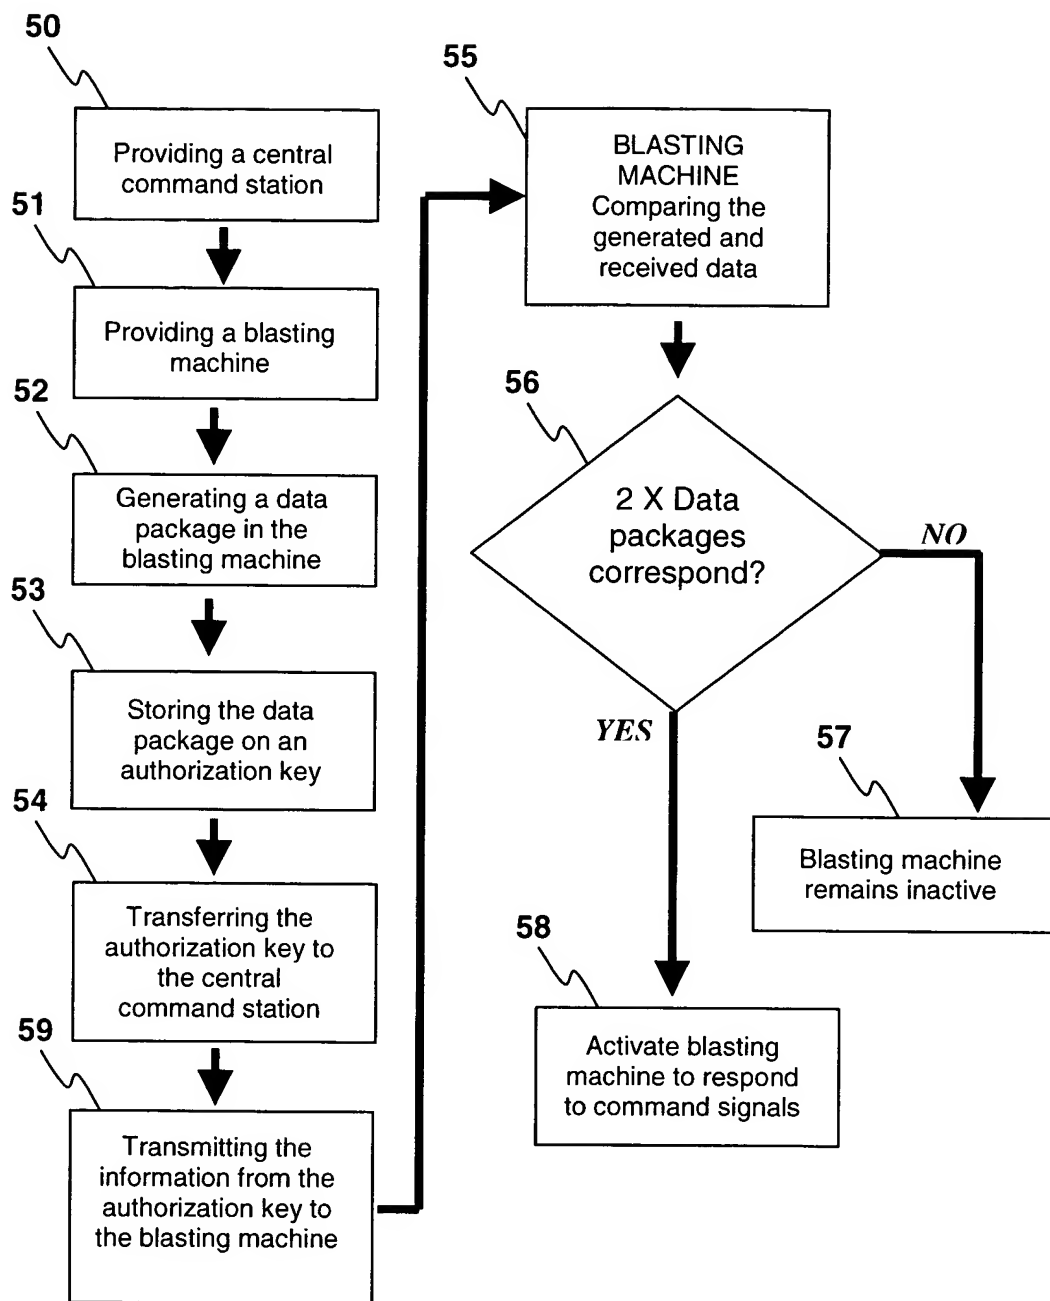 50
Providing a central
command station
51
Providing a blasting
machine
52
Generating a data
package in the
blasting machine
53
Storing the data
package on an
authorization key
54
Transferring the
authorization key to
the central
command station
59
Transmitting the
information from the
authorization key to
the blasting machine
55
BLASTING
MACHINE
Comparing the
generated and
received data
56
2 X Data
packages
correspond?
NO
YES
57
Blasting machine
remains inactive
58
Activate blasting
machine to respond
to command signals